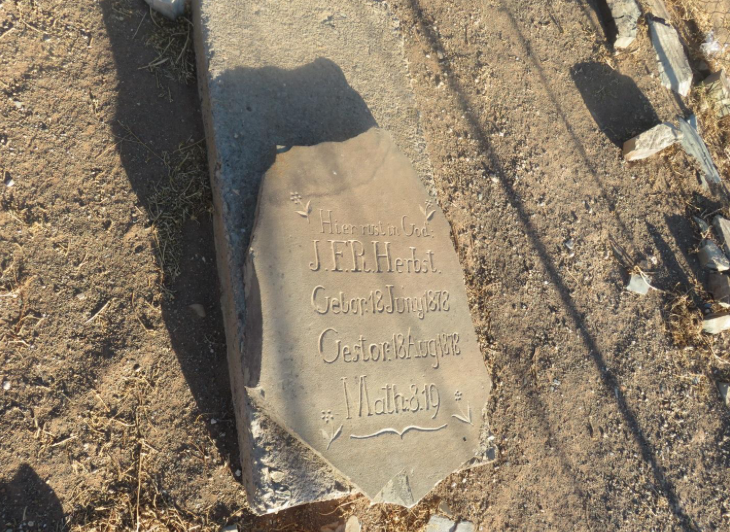 Hier rust in God.
J.F.R. Herbst.
Gebor: 18 Juny 1878
Gestor: 18 Aug 1878
Math: 8.19